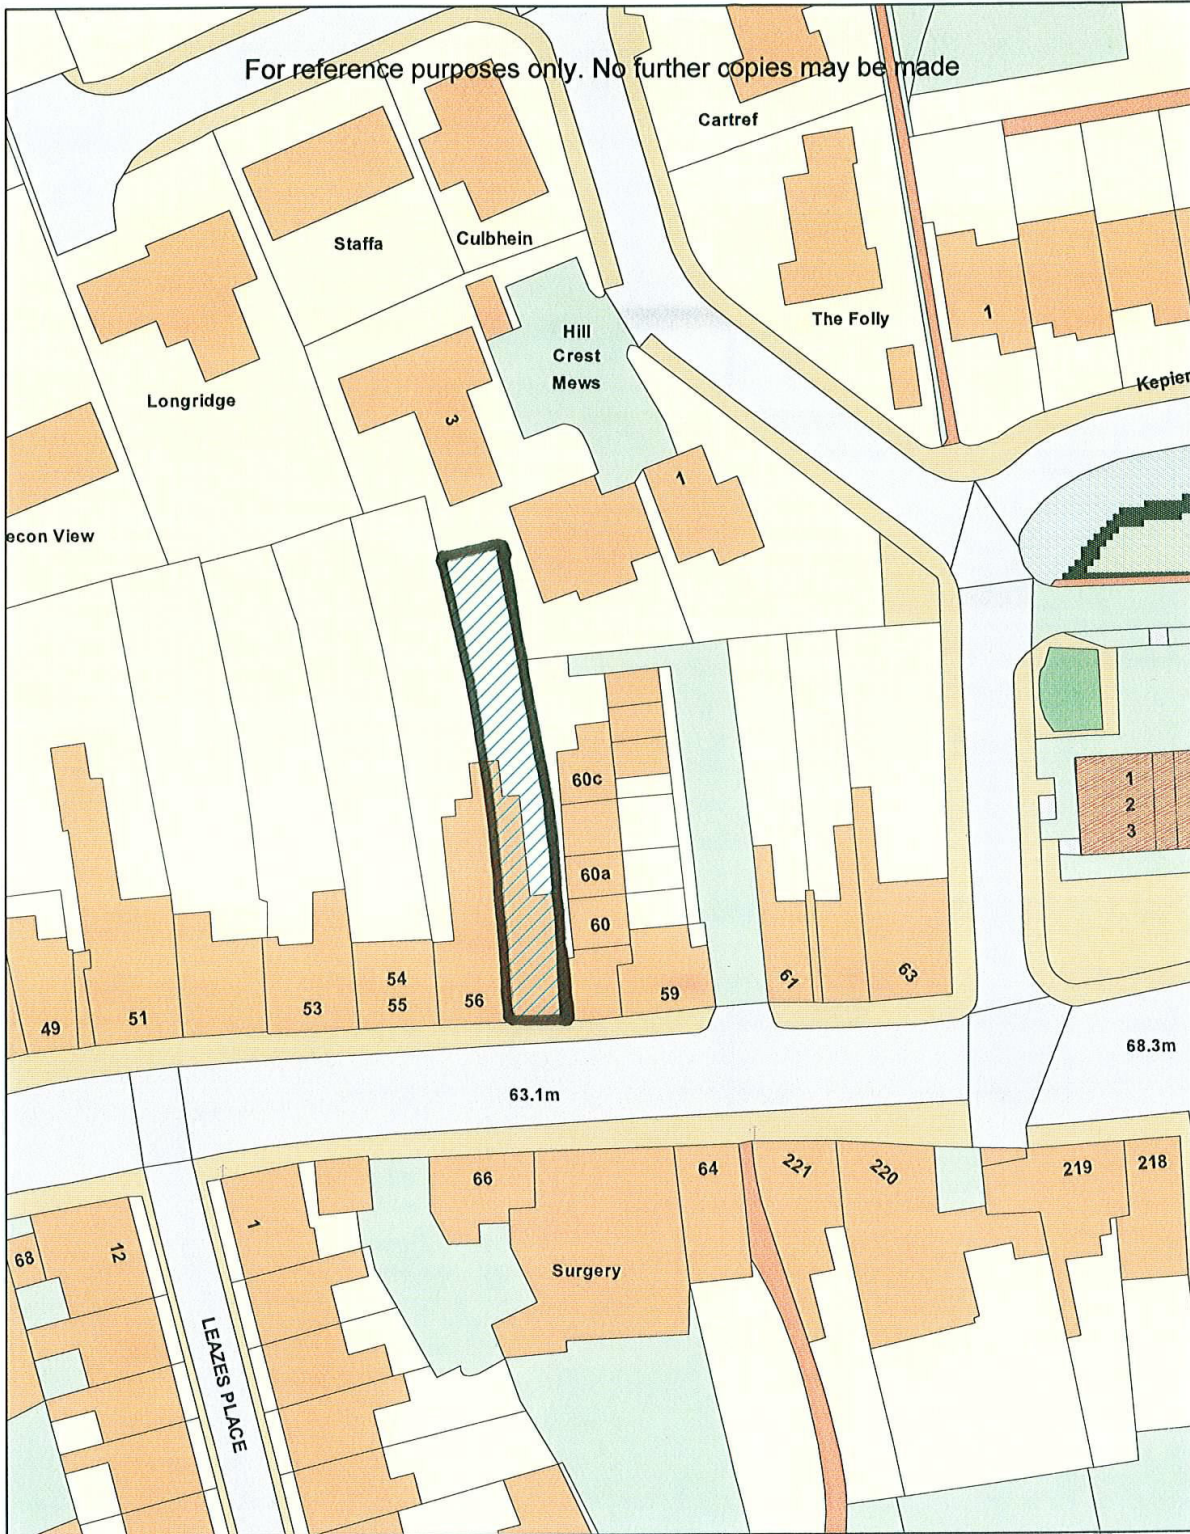 For reference purposes only. No further copies may be made
Cartref
Staffa
Culbhein
The Folly
1
Hill
Crest
Mews
Kepier
Longridge
3
1
econ View
1
2
3
60c
60a
60
49
51
53
54
55
56
59
61
63
63.1m
68.3m
66
64
221
220
219
218
68
12
1
Surgery
LEAZES PLACE